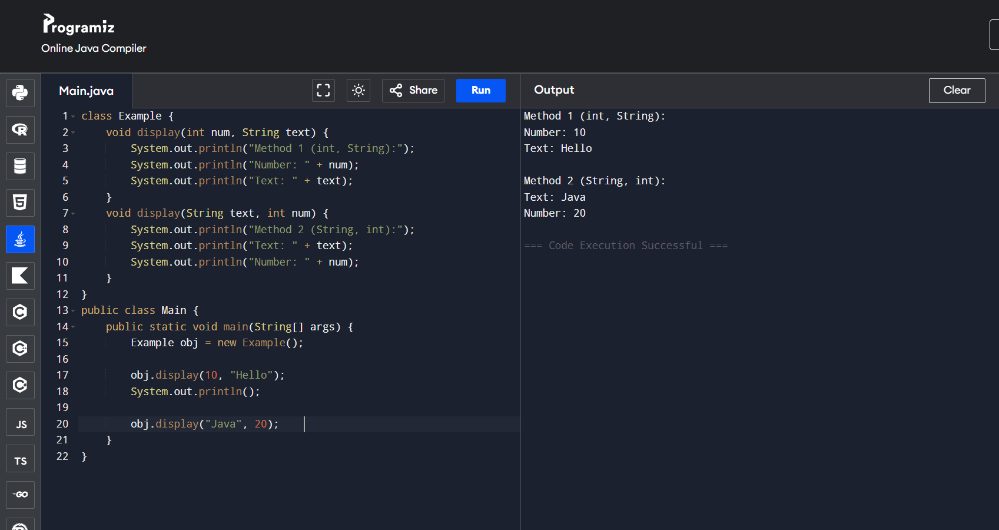 Programiz
Online Java Compiler
Main.java
Share
Run
Output
Clear
1 class Example {
2     void display(int num, String text) {
3         System.out.println("Method 1 (int, String):");
4         System.out.println("Number: " + num);
5         System.out.println("Text: " + text);
6     }
7     void display(String text, int num) {
8         System.out.println("Method 2 (String, int):");
9         System.out.println("Text: " + text);
10         System.out.println("Number: " + num);
11     }
12 }
13 public class Main {
14     public static void main(String[] args) {
15         Example obj = new Example();
16
17         obj.display(10, "Hello");
18         System.out.println();
19
20         obj.display("Java", 20);
21     }
22 }
Method 1 (int, String):
Number: 10
Text: Hello
Method 2 (String, int):
Text: Java
Number: 20
=== Code Execution Successful ===
R
5
C
C
C
JS
TS
GO